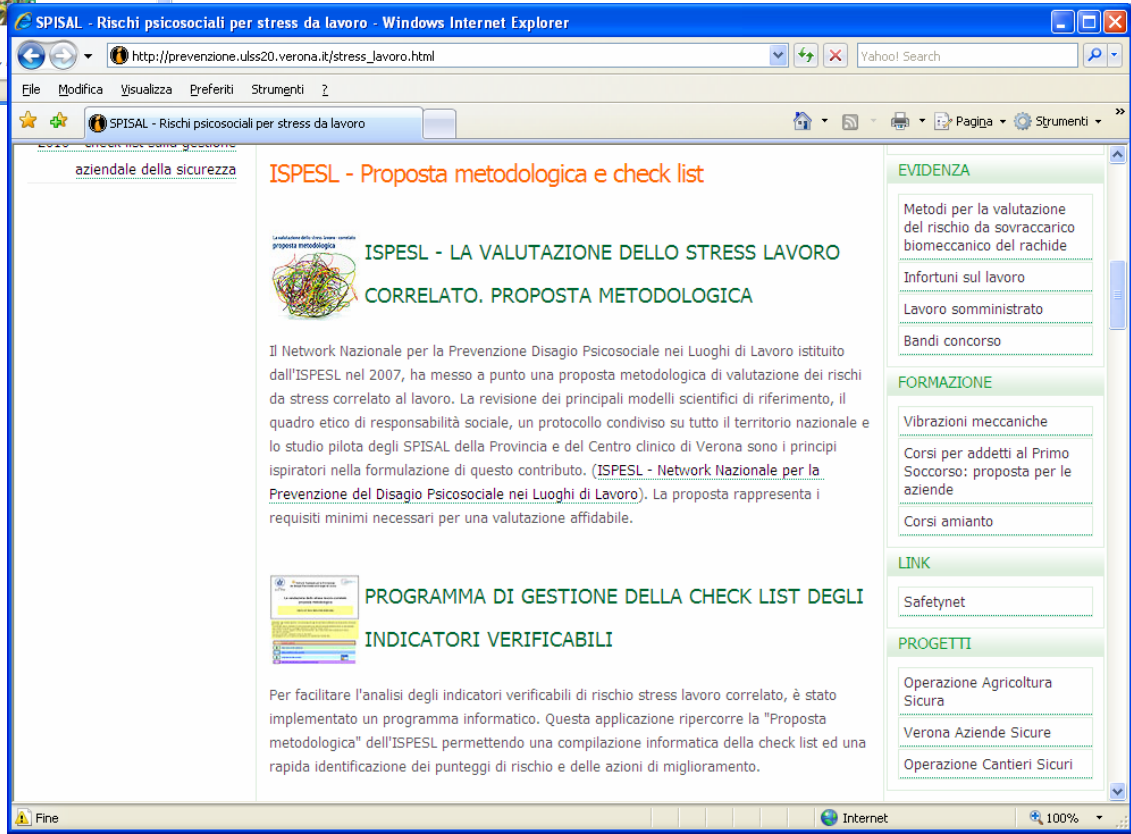 SPISAL - Rischi psicosociali per stress da lavoro - Windows Internet Explorer
http://prevenzione.ulss20.verona.it/stress_lavoro.html
Yahoo! Search
File Modifica Visualizza Preferiti Strumenti ?
SPISAL - Rischi psicosociali per stress da lavoro
Pagina
Strumenti
»
2010 - check list sulla gestione
aziendale della sicurezza
ISPESL - Proposta metodologica e check list
La valutazione dello stress lavoro - correlato
proposta metodologica
ISPESL - LA VALUTAZIONE DELLO STRESS LAVORO
CORRELATO. PROPOSTA METODOLOGICA
Il Network Nazionale per la Prevenzione Disagio Psicosociale nei Luoghi di Lavoro istituito
dall'ISPESL nel 2007, ha messo a punto una proposta metodologica di valutazione dei rischi
da stress correlato al lavoro. La revisione dei principali modelli scientifici di riferimento, il
quadro etico di responsabilità sociale, un protocollo condiviso su tutto il territorio nazionale e
lo studio pilota degli SPISAL della Provincia e del Centro clinico di Verona sono i principi
ispiratori nella formulazione di questo contributo. (ISPESL - Network Nazionale per la
Prevenzione del Disagio Psicosociale nei Luoghi di Lavoro). La proposta rappresenta i
requisiti minimi necessari per una valutazione affidabile.
PROGRAMMA DI GESTIONE DELLA CHECK LIST DEGLI
INDICATORI VERIFICABILI
Per facilitare l'analisi degli indicatori verificabili di rischio stress lavoro correlato, è stato
implementato un programma informatico. Questa applicazione ripercorre la "Proposta
metodologica" dell'ISPESL permettendo una compilazione informatica della check list ed una
rapida identificazione dei punteggi di rischio e delle azioni di miglioramento.
EVIDENZA
Metodi per la valutazione
del rischio da sovraccarico
biomeccanico del rachide
Infortuni sul lavoro
Lavoro somministrato
Bandi concorso
FORMAZIONE
Vibrazioni meccaniche
Corsi per addetti al Primo
Soccorso: proposta per le
aziende
Corsi amianto
LINK
Safetynet
PROGETTI
Operazione Agricoltura
Sicura
Verona Aziende Sicure
Operazione Cantieri Sicuri
Fine
Internet
100%